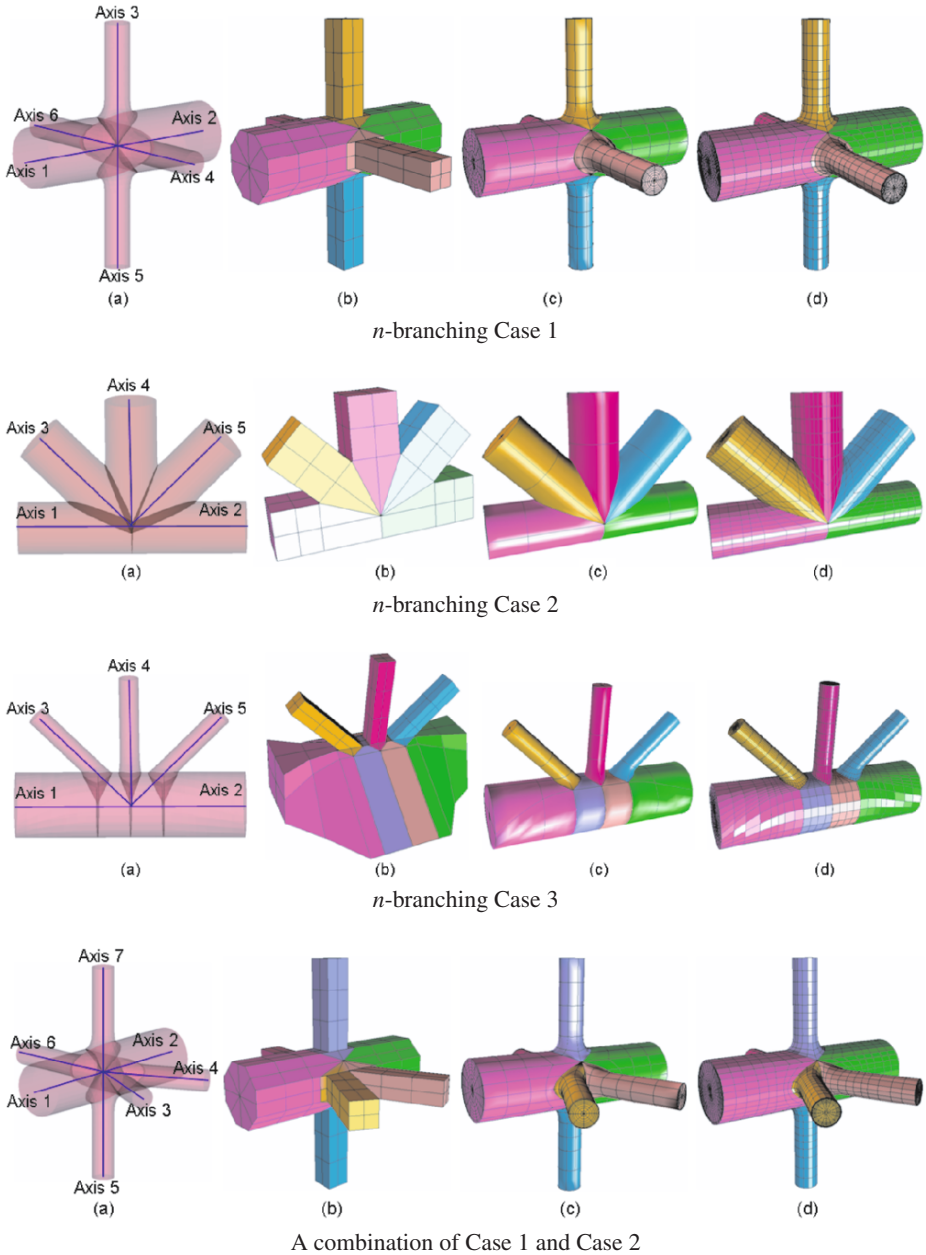 Axis 3
Axis 6
Axis 2
Axis 1
Axis 4
Axis 5
(a)
(b)
(c)
(d)
n-branching Case 1
Axis 4
Axis 3
Axis 5
Axis 1
Axis 2
(a)
(b)
(c)
(d)
n-branching Case 2
Axis 4
Axis 3
Axis 5
Axis 1
Axis 2
(a)
(b)
(c)
(d)
n-branching Case 3
Axis 7
Axis 6
Axis 2
Axis 4
Axis 1
Axis 3
Axis 5
(a)
(b)
(c)
(d)
A combination of Case 1 and Case 2